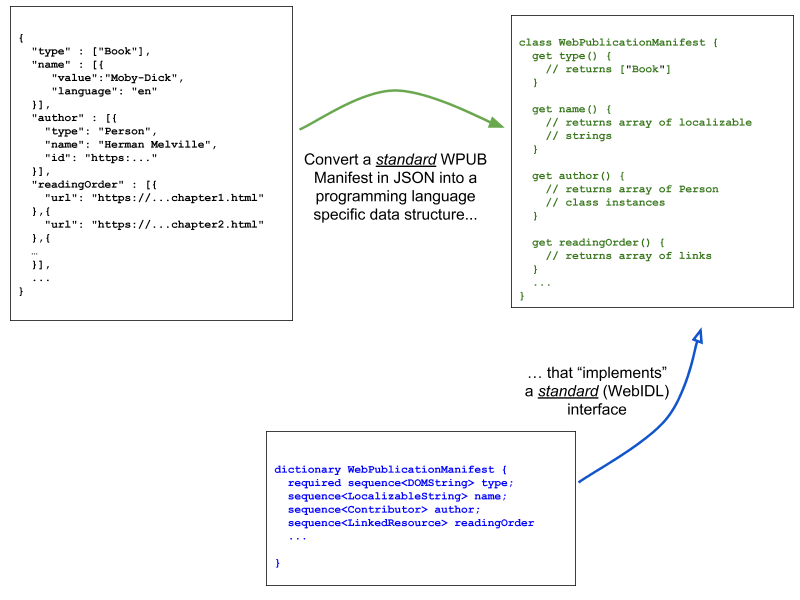 {
  "type" : ["Book"],
  "name" : [{
     "value":"Moby-Dick",
     "language": "en"
  }],
  "author" : [{
    "type": "Person",
    "name": "Herman Melville",
    "id": "https:..."
  }],
  "readingOrder" : [{
    "url": "https://...chapter1.html"
  },{
    "url": "https://...chapter2.html"
  },{
  …
  }],
  ...
}
Convert a standard WPUB
Manifest in JSON into a
programming language
specific data structure...
class WebPublicationManifest {
  get type() {
    // returns ["Book"]
  }
  get name() {
    // returns array of localizable
    // strings
  }
  get author() {
    // returns array of Person
    // class instances
  }
  get readingOrder() {
    // returns array of links
  }
  ...
}
… that “implements”
a standard (WebIDL)
interface
dictionary WebPublicationManifest {
  required sequence<DOMString> type;
  sequence<LocalizableString> name;
  sequence<Contributor> author;
  sequence<LinkedResource> readingOrder
  ...
}